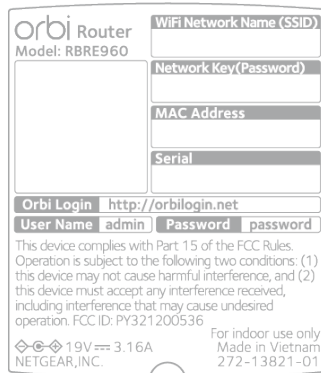 orbi Router
Model: RBRE960
WiFi Network Name (SSID)
Network Key(Password)
MAC Address
Serial
Orbi Login http://orbilogin.net
User Name admin Password password
This device complies with Part 15 of the FCC Rules.
Operation is subject to the following two conditions: (1)
this device may not cause harmful interference, and (2)
this device must accept any interference received,
including interference that may cause undesired
operation. FCC ID: PY321200536
For indoor use only
19V ⎓ 3.16A Made in Vietnam
NETGEAR,INC. 272-13821-01